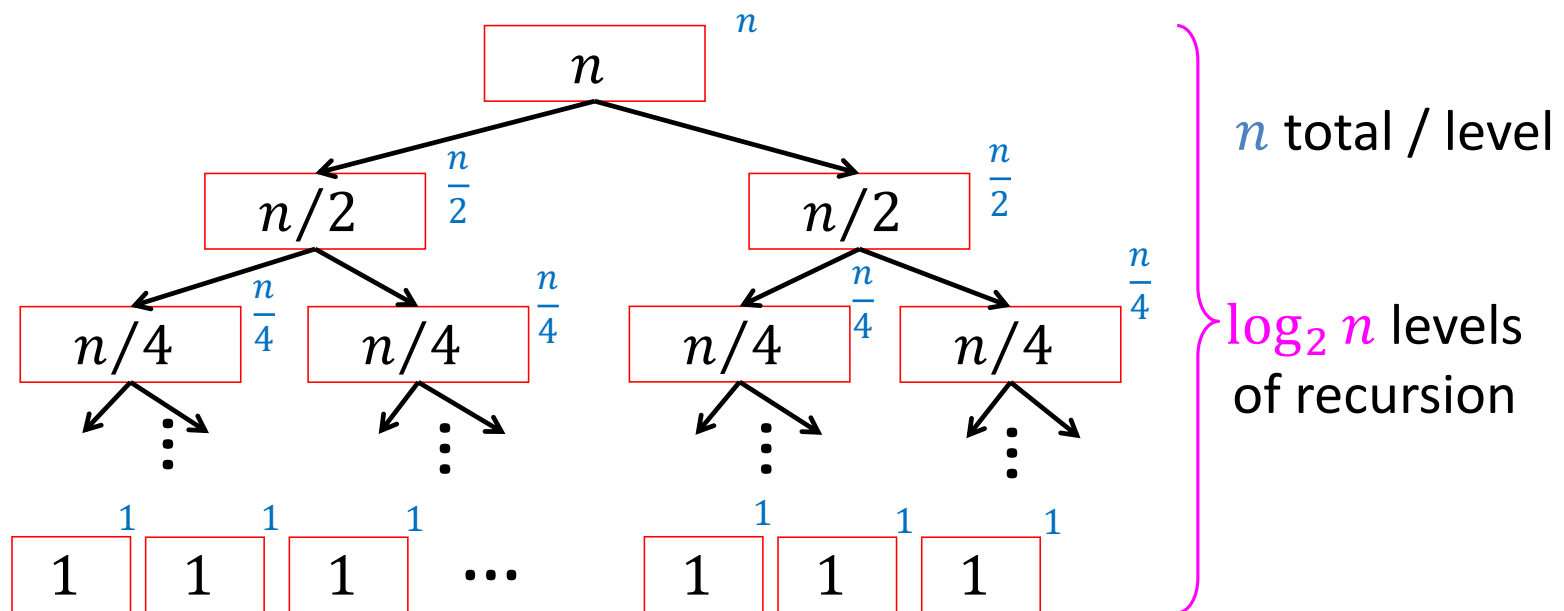 n
n
n total / level
n/2
n/2
n/2
n/2
n/4
n/4
n/4
n/4
n/4
n/4
n/4
n/4
log₂ n levels
of recursion
⋮ ⋮ ⋮ ⋮
1 1 1 1 1 1
1 1 1 ... 1 1 1